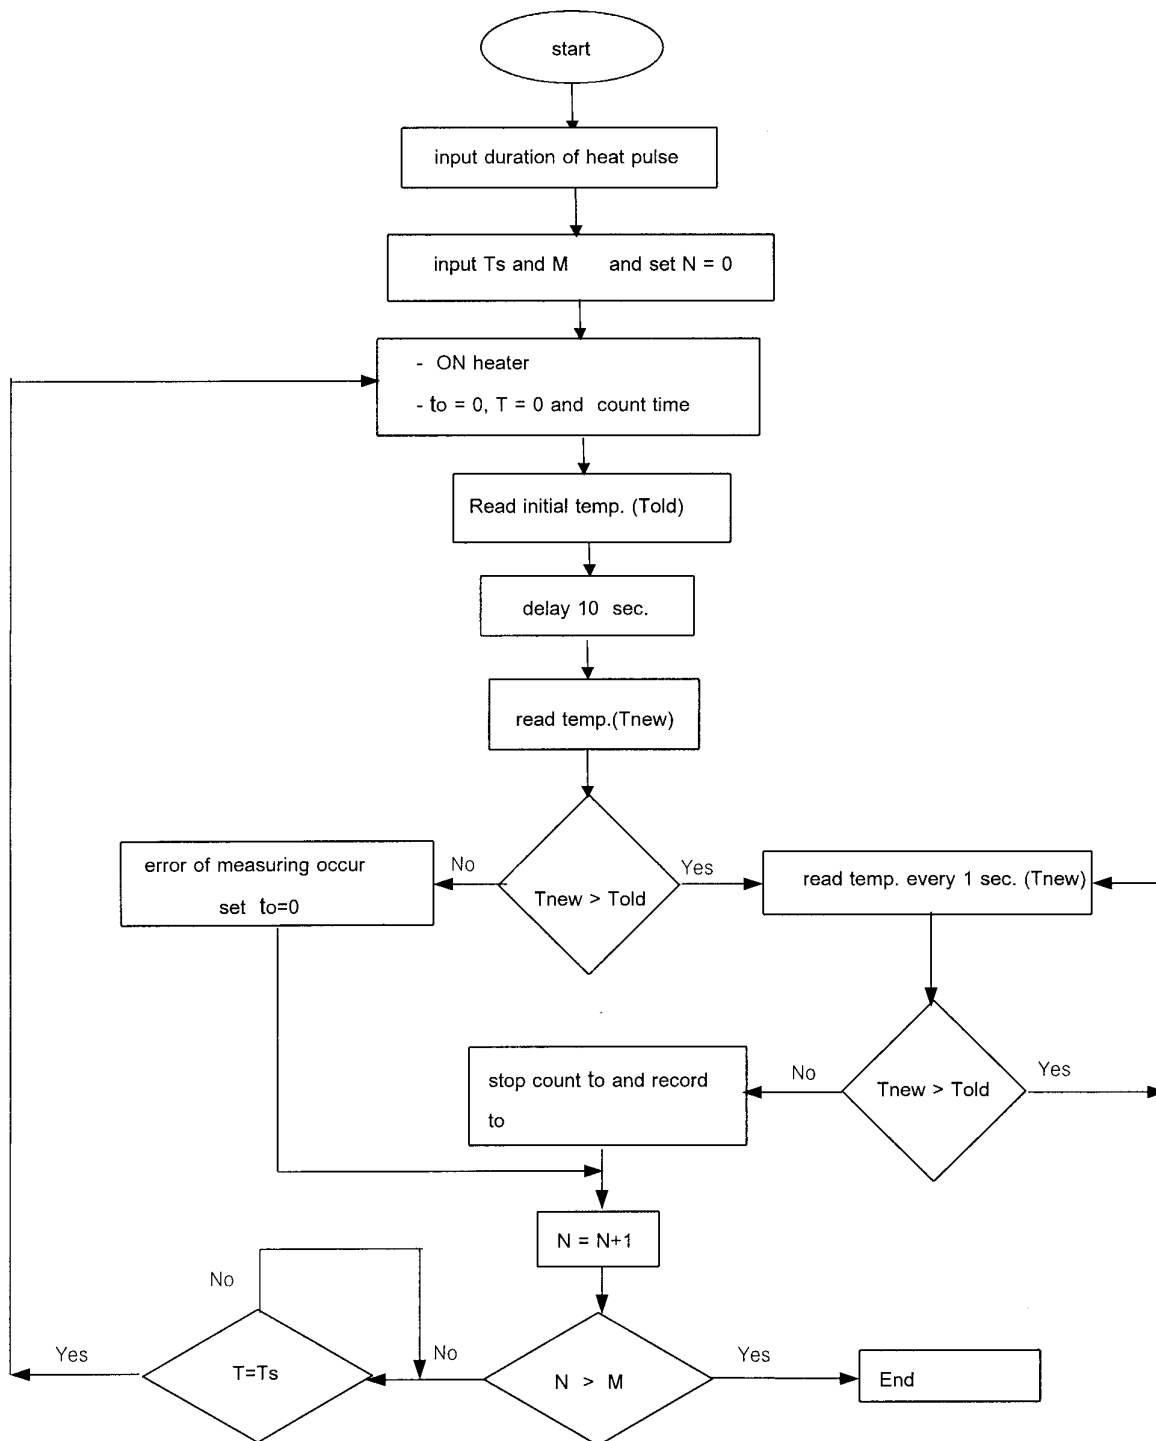 start
input duration of heat pulse
input Ts and M and set N = 0
- ON heater
- to = 0, T = 0 and count time
Read initial temp. (Told)
delay 10 sec.
read temp.(Tnew)
Tnew > Told
No
Yes
error of measuring occur
set to=0
read temp. every 1 sec. (Tnew)
Tnew > Told
No
Yes
stop count to and record
to
N = N+1
N > M
No
Yes
T=Ts
No
Yes
End